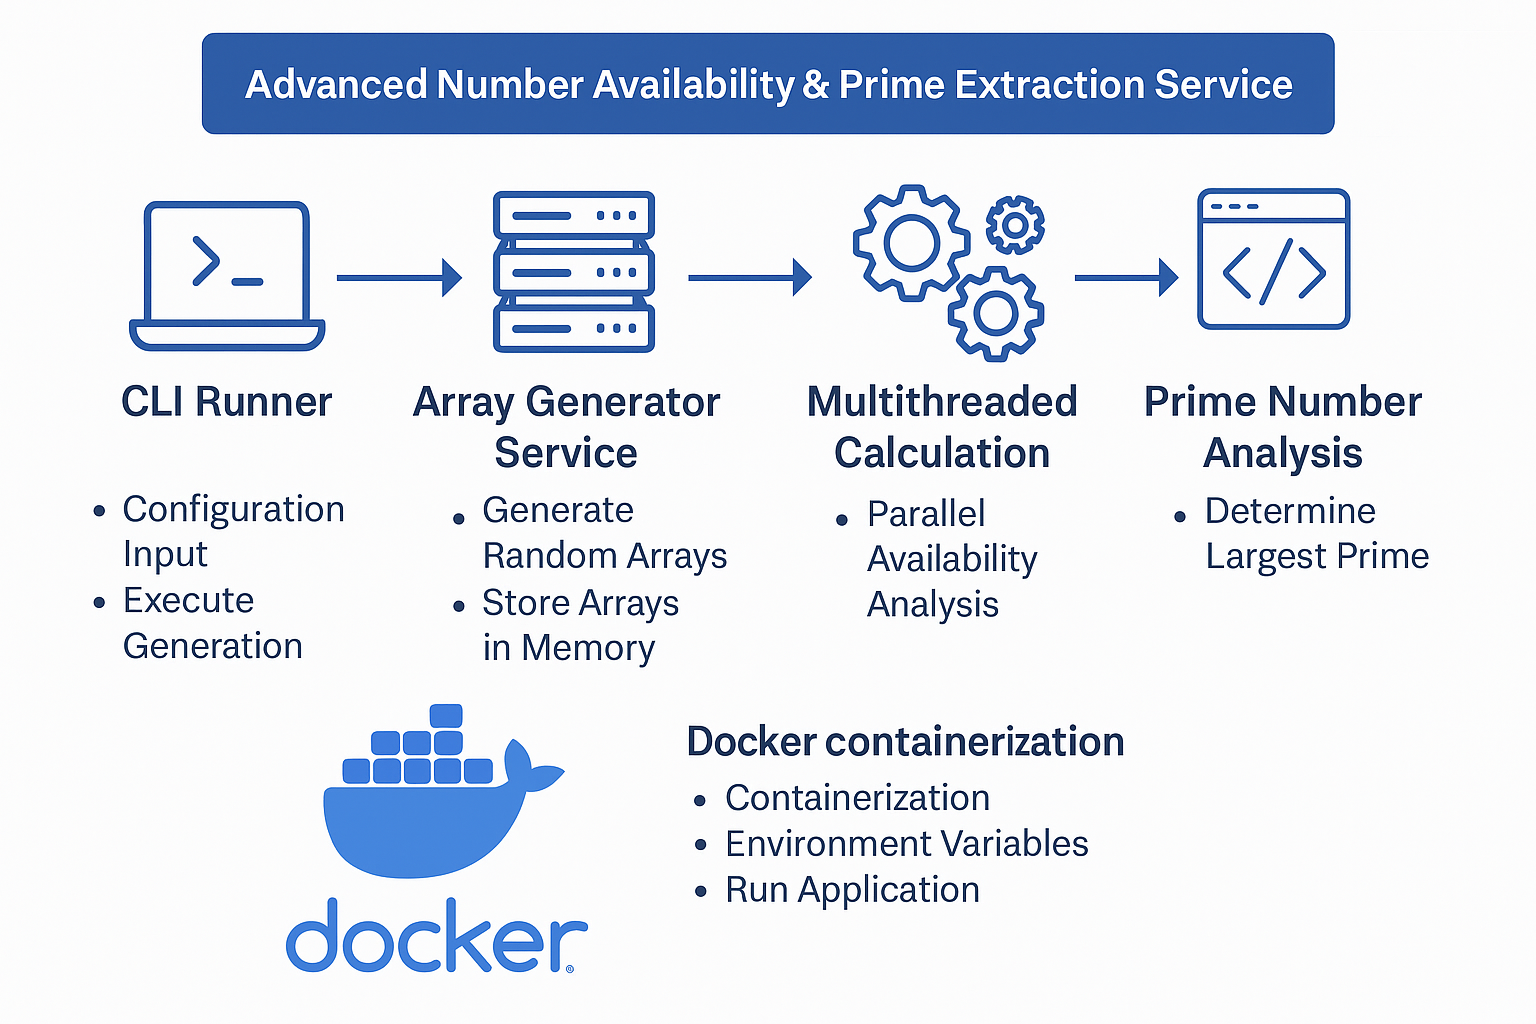 Advanced Number Availability & Prime Extraction Service
CLI Runner
• Configuration
Input
• Execute
Generation
Array Generator
Service
• Generate
Random Arrays
• Store Arrays
in Memory
Multithreaded
Calculation
• Parallel
Availability
Analysis
Prime Number
Analysis
• Determine
Largest Prime
docker®
Docker containerization
• Containerization
• Environment Variables
• Run Application